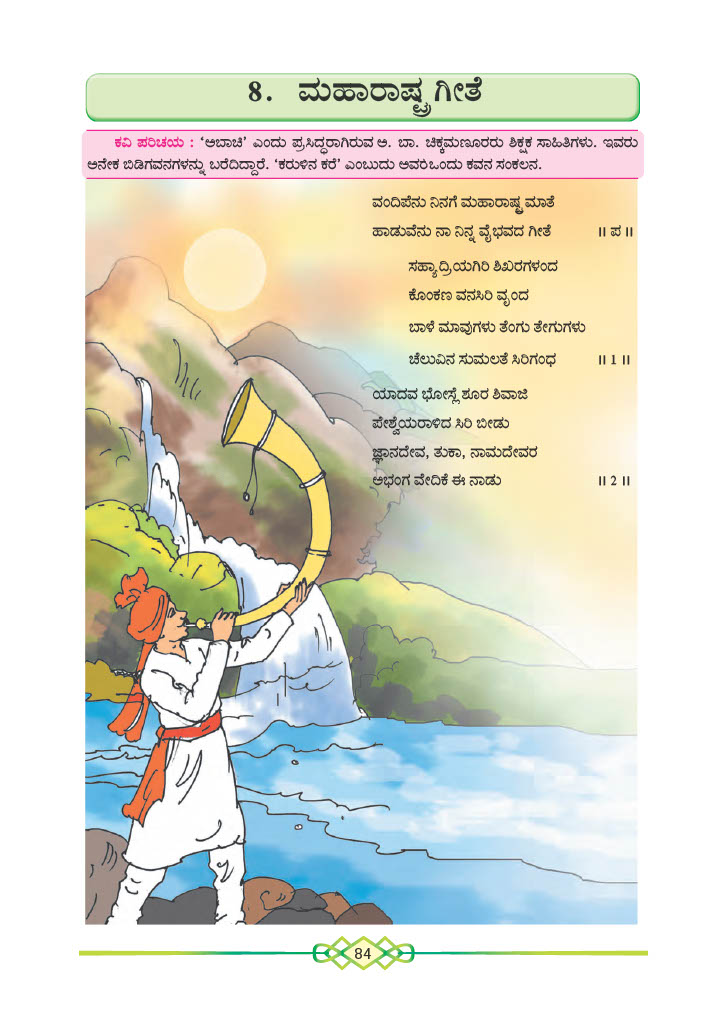 8. ಮಹಾರಾಷ್ಟ್ರ ಗೀತೆ
ಕವಿ ಪರಿಚಯ : ‘ಅಬಾಚಿ’ ಎಂದು ಪ್ರಸಿದ್ಧರಾಗಿರುವ ಅ. ಬಾ. ಚಿಕ್ಕಮಣೂರರು ಶಿಕ್ಷಕ ಸಾಹಿತಿಗಳು. ಇವರು
ಅನೇಕ ಬಿಡಿಗವನಗಳನ್ನು ಬರೆದಿದ್ದಾರೆ. ‘ಕರುಳಿನ ಕರೆ’ ಎಂಬುದು ಅವರ ಒಂದು ಕವನ ಸಂಕಲನ.
ವಂದಿಪೆನು ನಿನಗೆ ಮಹಾರಾಷ್ಟ್ರ ಮಾತೆ
ಹಾಡುವೆನು ನಾ ನಿನ್ನ ವೈಭವದ ಗೀತೆ ॥ ಪ ॥
ಸಹ್ಯಾದ್ರಿಯಗಿರಿ ಶಿಖರಗಳಂದ
ಕೊಂಕಣ ವನಸಿರಿ ವೃಂದ
ಬಾಳೆ ಮಾವುಗಳು ತೆಂಗು ತೇಗುಗಳು
ಚೆಲುವಿನ ಸುಮಲತೆ ಸಿರಿಗಂಧ ॥ 1 ॥
ಯಾದವ ಭೋಸ್ಲೆ ಶೂರ ಶಿವಾಜಿ
ಪೇಶ್ವೆಯರಾಳಿದ ಸಿರಿ ಬೀಡು
ಜ್ಞಾನದೇವ, ತುಕಾ, ನಾಮದೇವರ
ಅಭಂಗ ವೇದಿಕೆ ಈ ನಾಡು ॥ 2 ॥
84